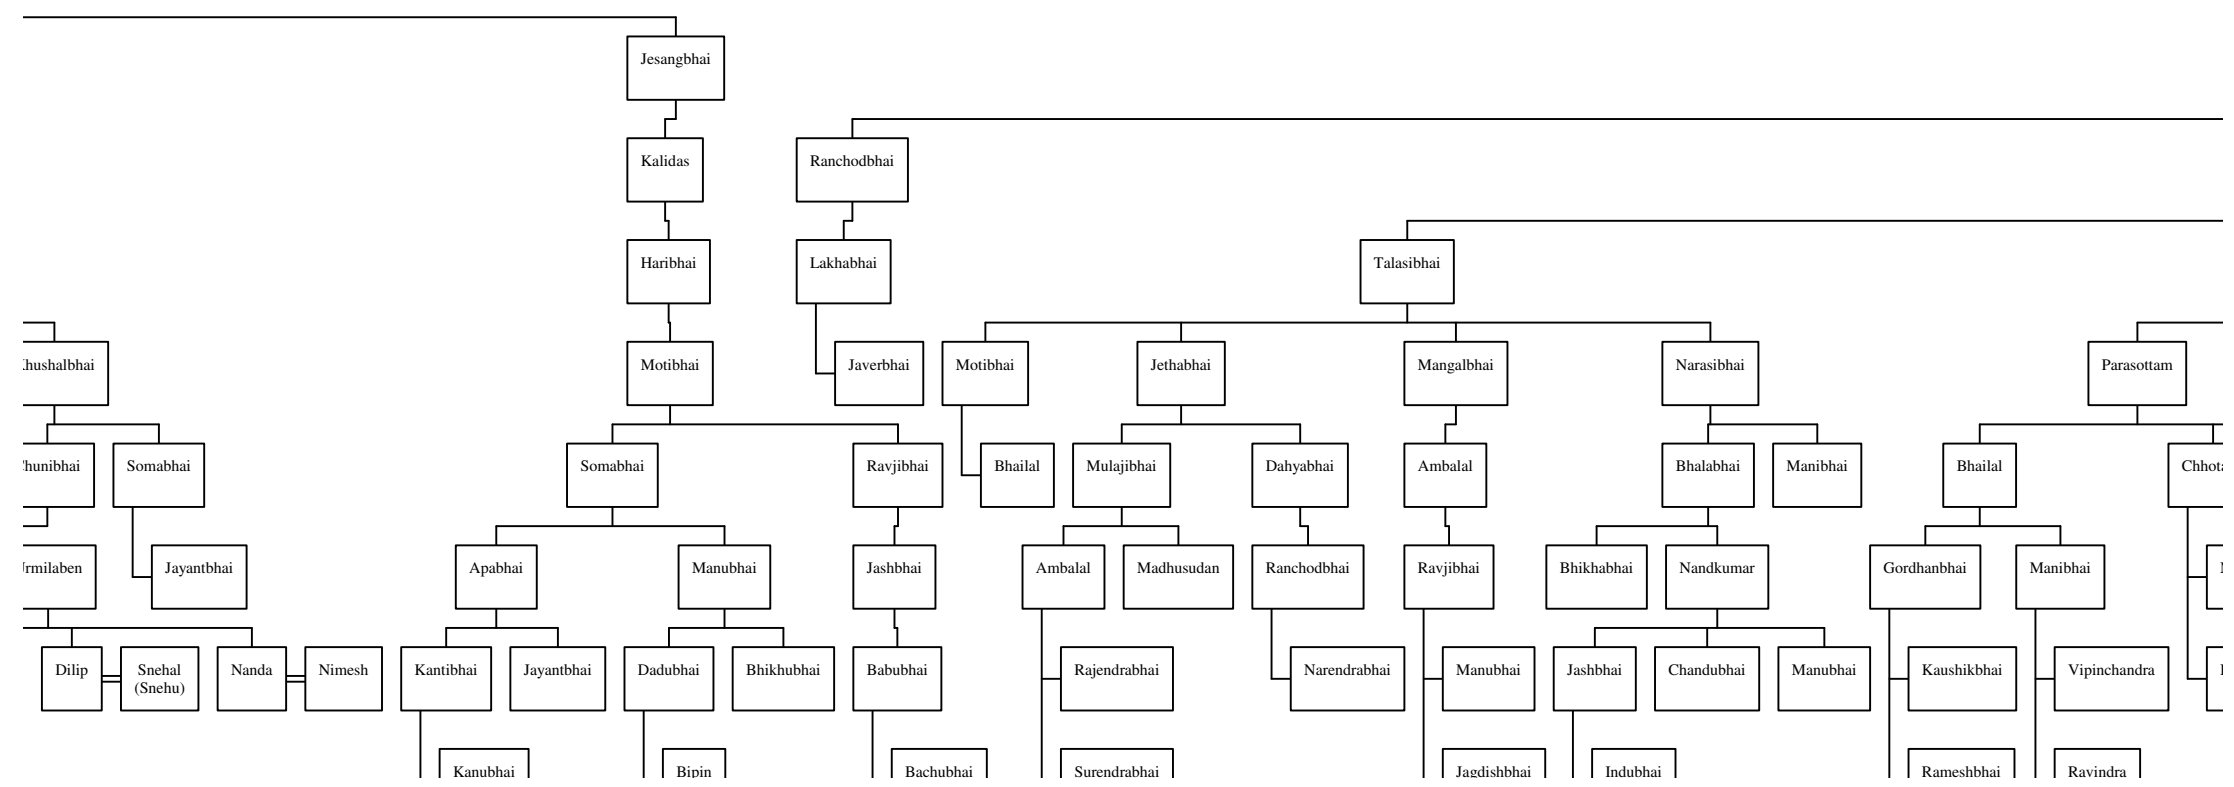 Jesangbhai
Kalidas
Ranchodbhai
Haribhai
Lakhabhai
Talasibhai
Motibhai
Javerbhai
Motibhai
Jethabhai
Mangalbhai
Narasibhai
Parasottam
Somabhai
Somabhai
Ravjibhai
Bhailal
Mulajibhai
Dahyabhai
Ambalal
Bhalabhai
Manibhai
Bhailal
Jayantbhai
Apabhai
Manubhai
Jashbhai
Ambalal
Madhusudan
Ranchodbhai
Ravjibhai
Bhikhabhai
Nandkumar
Gordhanbhai
Manibhai
Dilip
Snehal
(Snehu)
Nanda
Nimesh
Kantibhai
Jayantbhai
Dadubhai
Bhikhubhai
Babubhai
Rajendrabhai
Narendrabhai
Manubhai
Jashbhai
Chandubhai
Manubhai
Kaushikbhai
Vipinchandra
Kanubhai
Bipin
Bachubhai
Surendrabhai
Jagdishbhai
Indubhai
Rameshbhai
Ravindra